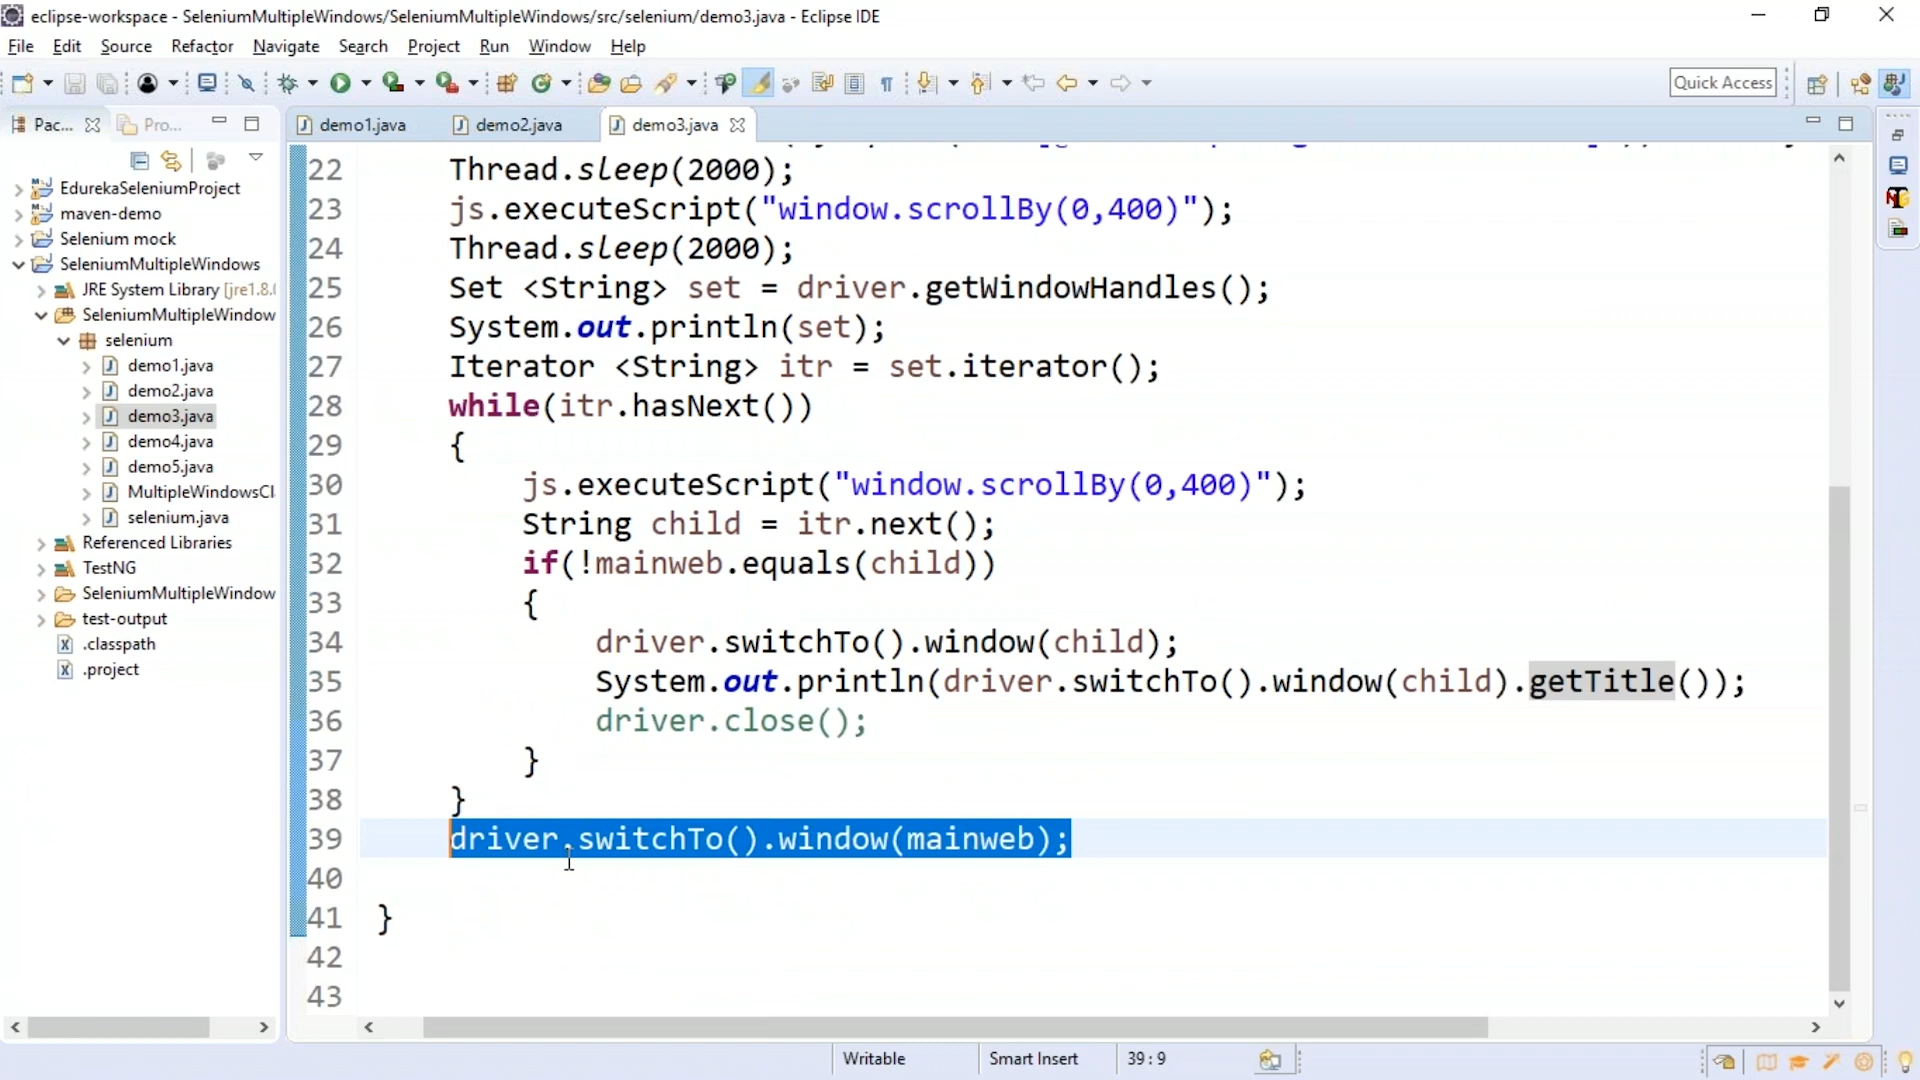 eclipse-workspace - SeleniumMultipleWindows/SeleniumMultipleWindows/src/selenium/demo3.java - Eclipse IDE
File Edit Source Refactor Navigate Search Project Run Window Help
Quick Access
Pac... Pro... demo1.java demo2.java demo3.java
EdurekaSeleniumProject
maven-demo
Selenium mock
SeleniumMultipleWindows
JRE System Library [jre1.8.
SeleniumMultipleWindow
selenium
demo1.java
demo2.java
demo3.java
demo4.java
demo5.java
MultipleWindowsCl
selenium.java
Referenced Libraries
TestNG
SeleniumMultipleWindow
test-output
.classpath
.project
22 Thread.sleep(2000);
23 js.executeScript("window.scrollBy(0,400)");
24 Thread.sleep(2000);
25 Set <String> set = driver.getWindowHandles();
26 System.out.println(set);
27 Iterator <String> itr = set.iterator();
28 while(itr.hasNext())
29 {
30 js.executeScript("window.scrollBy(0,400)");
31 String child = itr.next();
32 if(!mainweb.equals(child))
33 {
34 driver.switchTo().window(child);
35 System.out.println(driver.switchTo().window(child).getTitle());
36 driver.close();
37 }
38 }
39 driver.switchTo().window(mainweb);
40
41 }
42
43
Writable Smart Insert 39 : 9